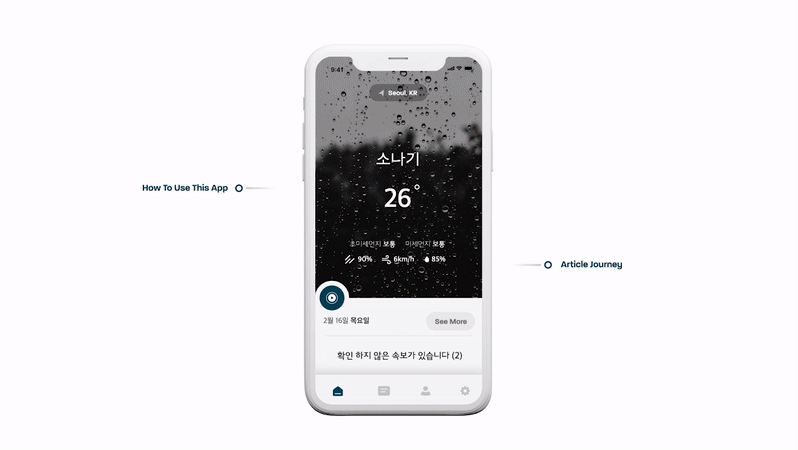 9:41
Seoul, KR
소나기
26°
초미세먼지 보통 미세먼지 보통
90% 6km/h 85%
How To Use This App
Article Journey
2월 16일 목요일
See More
확인 하지 않은 속보가 있습니다 (2)